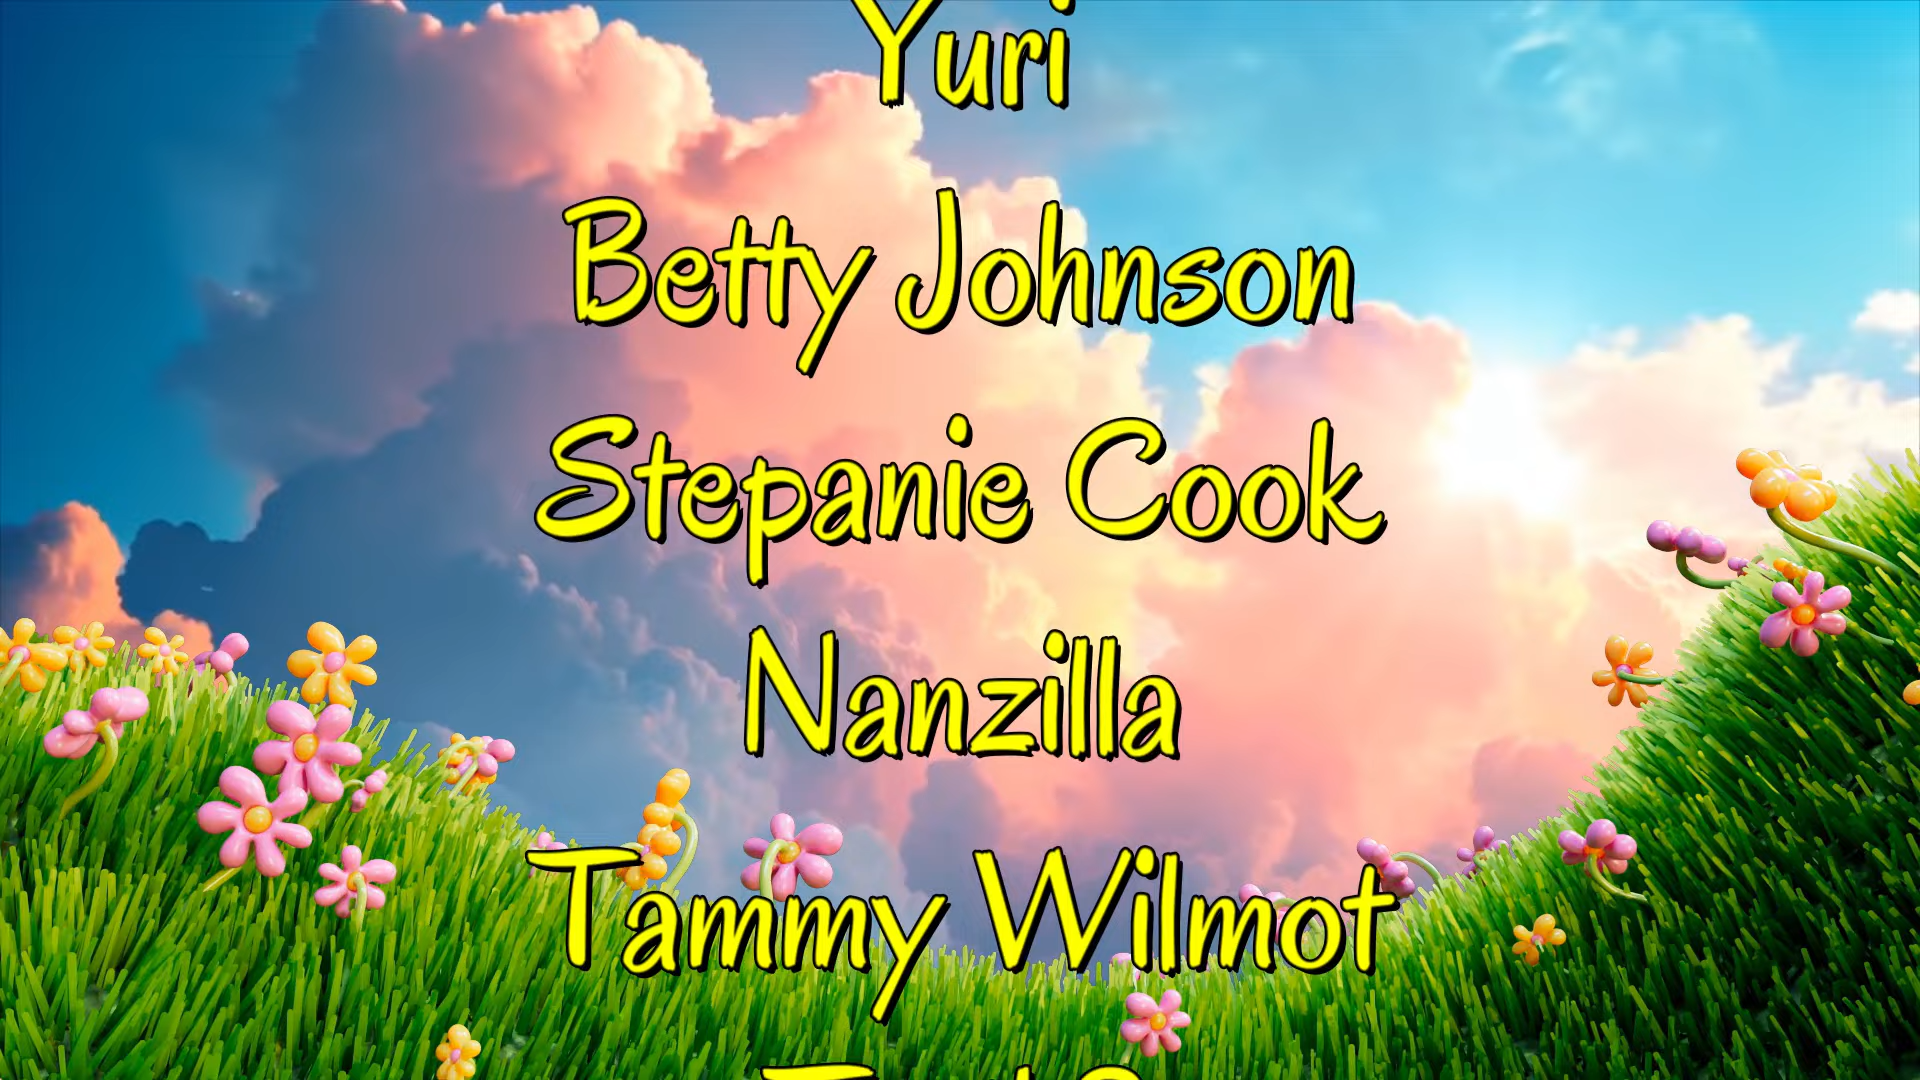 Yuri
Betty Johnson
Stepanie Cook
Nanzilla
Tammy Wilmot